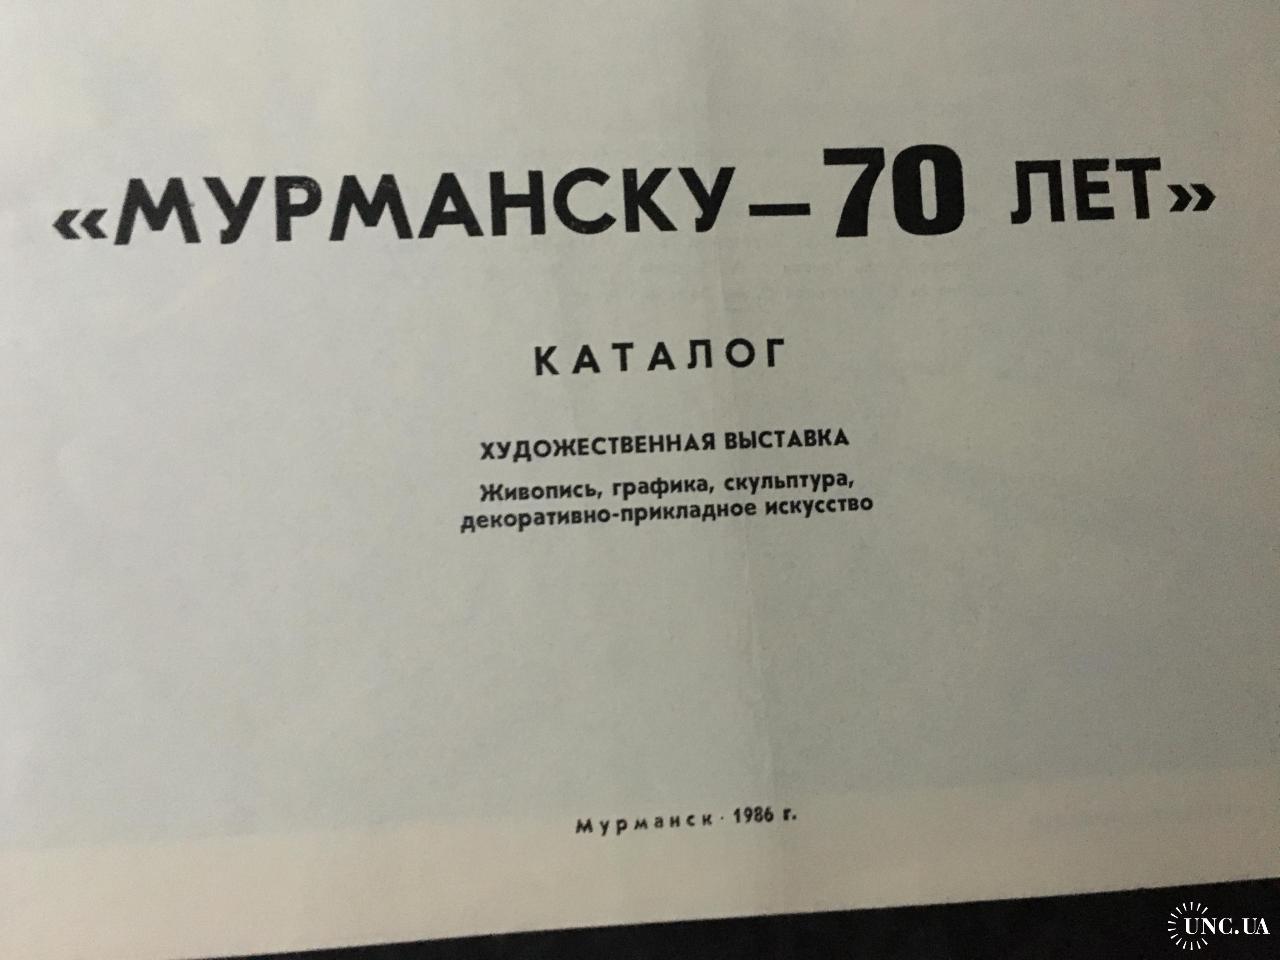 «МУРМАНСКУ — 70 ЛЕТ»
КАТАЛОГ
ХУДОЖЕСТВЕННАЯ ВЫСТАВКА
Живопись, графика, скульптура,
декоративно-прикладное искусство
Мурманск · 1986 г.
UNC.UA